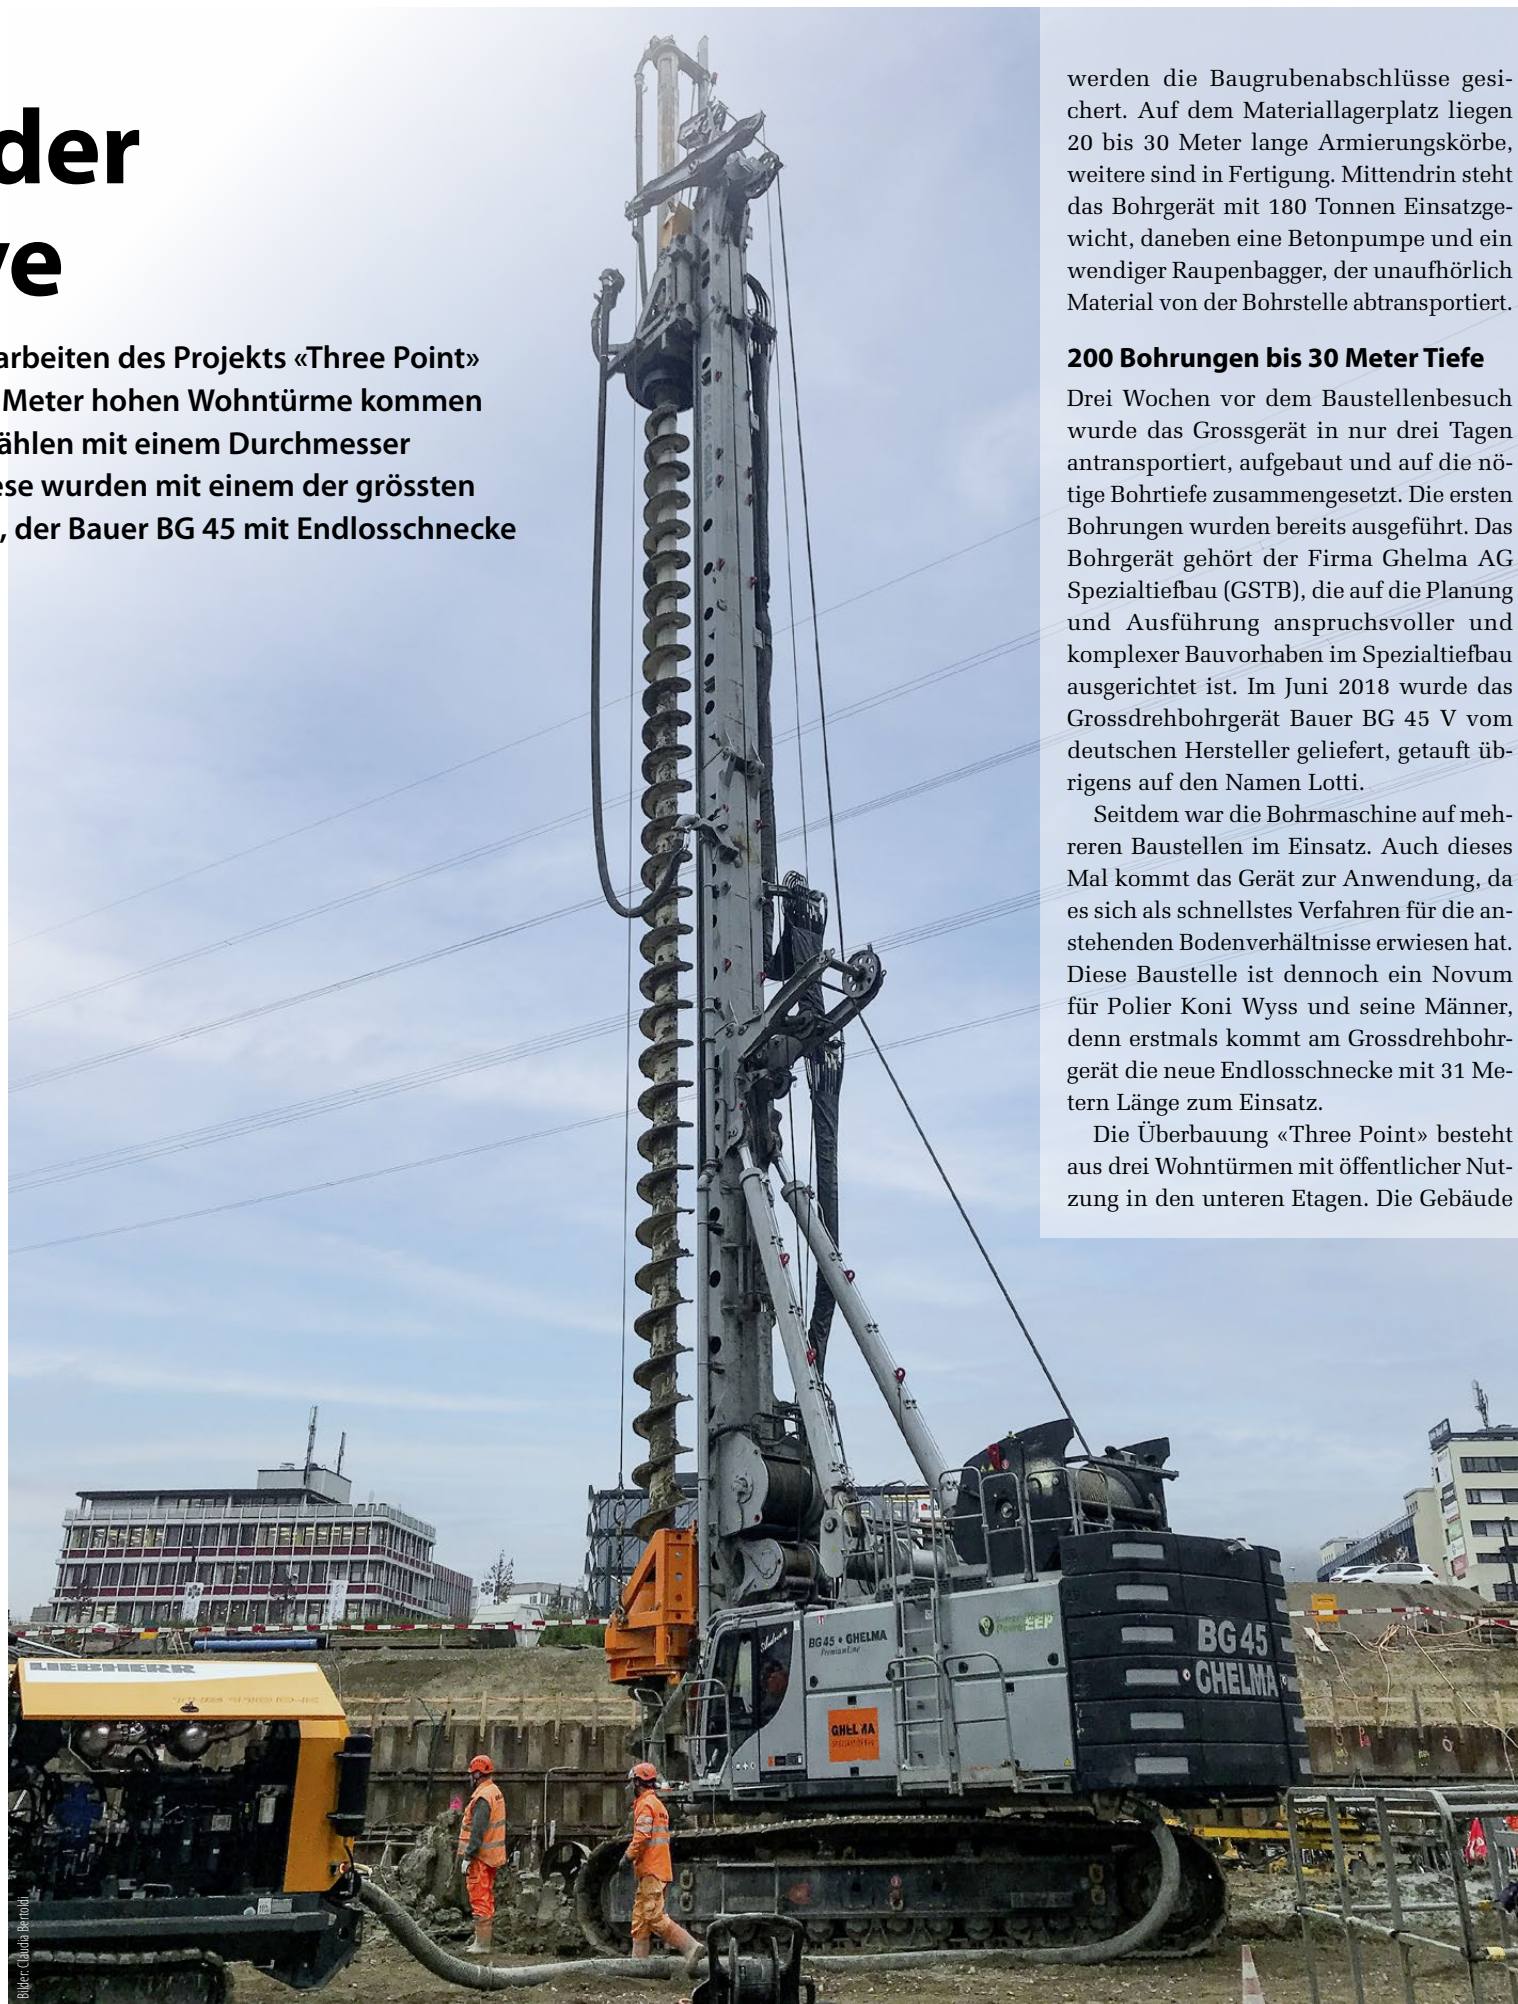 der
ve
arbeiten des Projekts «Three Point»
Meter hohen Wohntürme kommen
ählen mit einem Durchmesser
ese wurden mit einem der grössten
, der Bauer BG 45 mit Endlosschnecke
werden die Baugrubenabschlüsse gesi-
chert. Auf dem Materiallagerplatz liegen
20 bis 30 Meter lange Armierungskörbe,
weitere sind in Fertigung. Mittendrin steht
das Bohrgerät mit 180 Tonnen Einsatzge-
wicht, daneben eine Betonpumpe und ein
wendiger Raupenbagger, der unaufhörlich
Material von der Bohrstelle abtransportiert.
200 Bohrungen bis 30 Meter Tiefe
Drei Wochen vor dem Baustellenbesuch
wurde das Grossgerät in nur drei Tagen
antransportiert, aufgebaut und auf die nö-
tige Bohrtiefe zusammengesetzt. Die ersten
Bohrungen wurden bereits ausgeführt. Das
Bohrgerät gehört der Firma Ghelma AG
Spezialtiefbau (GSTB), die auf die Planung
und Ausführung anspruchsvoller und
komplexer Bauvorhaben im Spezialtiefbau
ausgerichtet ist. Im Juni 2018 wurde das
Grossdrehbohrgerät Bauer BG 45 V vom
deutschen Hersteller geliefert, getauft üb-
rigens auf den Namen Lotti.
Seitdem war die Bohrmaschine auf meh-
reren Baustellen im Einsatz. Auch dieses
Mal kommt das Gerät zur Anwendung, da
es sich als schnellstes Verfahren für die an-
stehenden Bodenverhältnisse erwiesen hat.
Diese Baustelle ist dennoch ein Novum
für Polier Koni Wyss und seine Männer,
denn erstmals kommt am Grossdrehbohr-
gerät die neue Endlosschnecke mit 31 Me-
tern Länge zum Einsatz.
Die Überbauung «Three Point» besteht
aus drei Wohntürmen mit öffentlicher Nut-
zung in den unteren Etagen. Die Gebäude
LIEBHERR
BG 45 • GHELMA
PremiumLine
EEP
GHELMA
BG 45
GHELMA
Bilder: Claudia Bertoldi